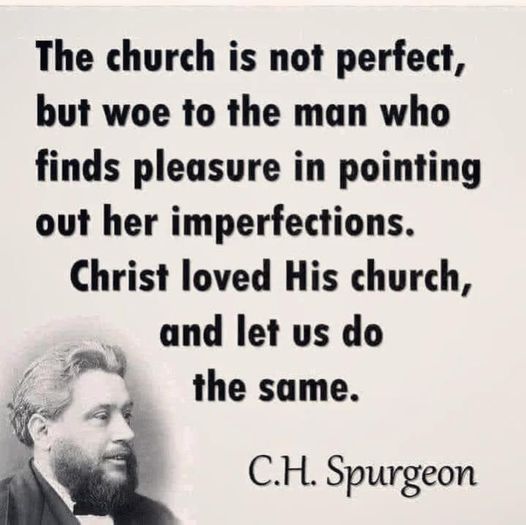 The church is not perfect,
but woe to the man who
finds pleasure in pointing
out her imperfections.
Christ loved His church,
and let us do
the same.
C.H. Spurgeon